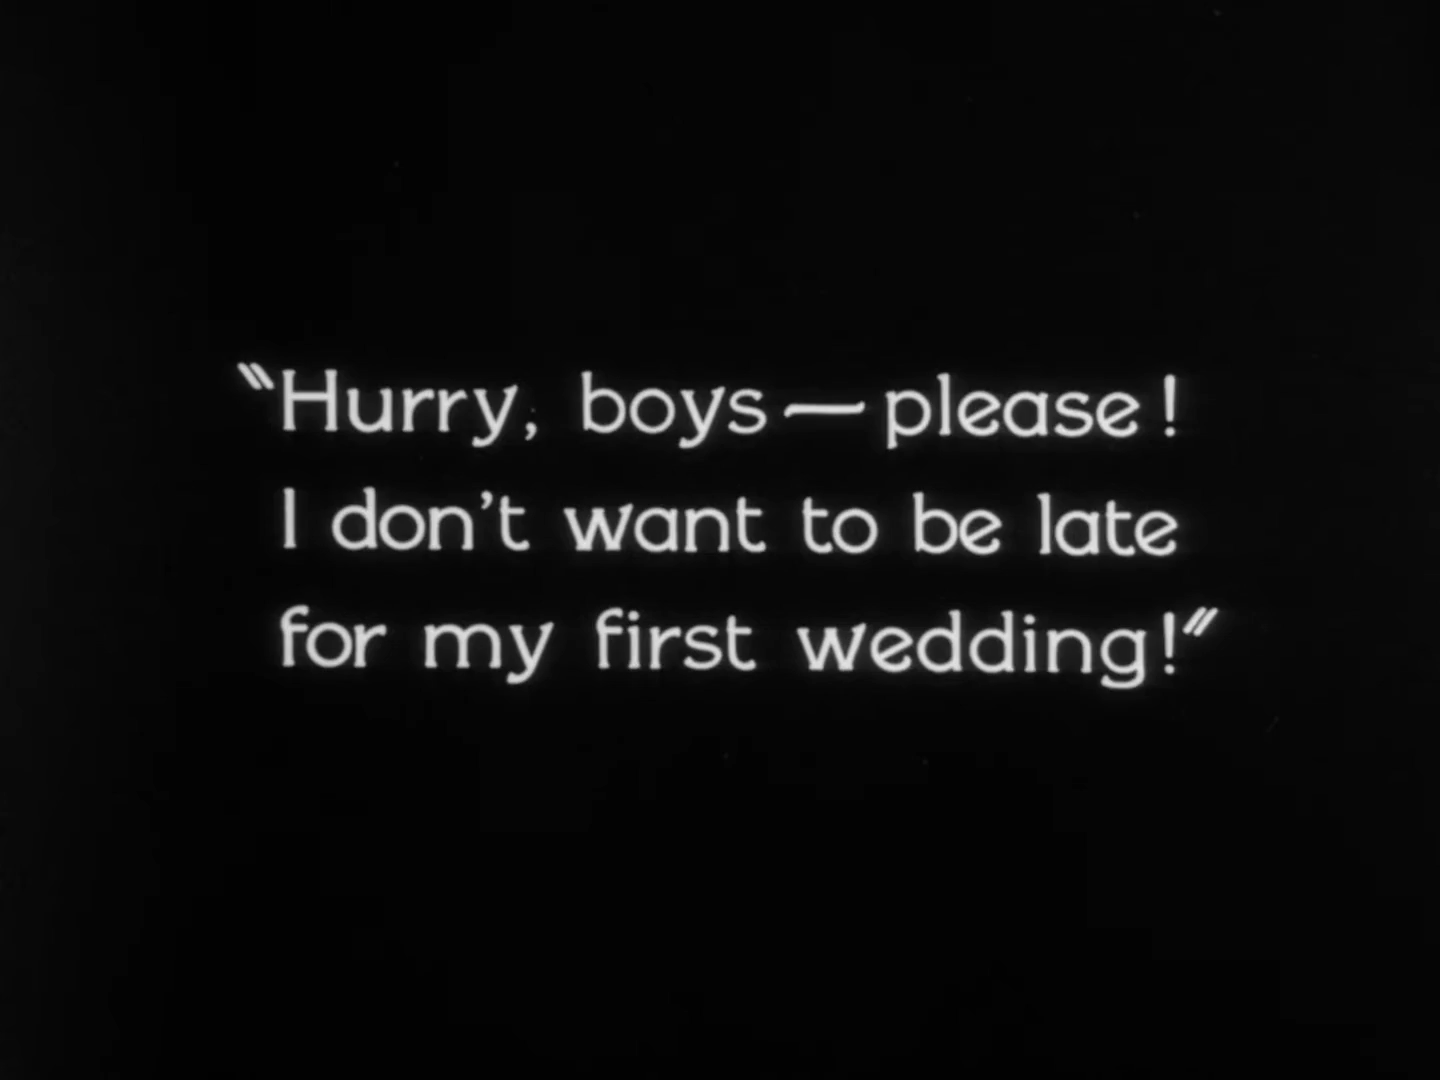 "Hurry, boys — please!
I don't want to be late
for my first wedding!"